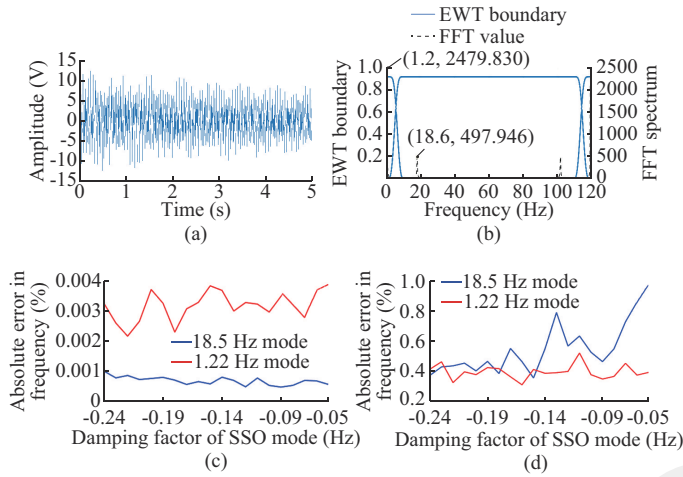 EWT boundary
FFT value
(1.2, 2479.830)
Amplitude (V)
15
10
5
0
-5
-10
-15
0
1
2
3
4
5
Time (s)
(a)
EWT boundary
1.0
0.8
0.6
0.4
0.2
(18.6, 497.946)
FFT spectrum
2500
2000
1500
1000
500
0
0
20
40
60
80
100
120
Frequency (Hz)
(b)
Absolute error in
frequency (%)
0.004
0.003
0.002
0.001
0
18.5 Hz mode
1.22 Hz mode
-0.24
-0.19
-0.14
-0.09
-0.05
Damping factor of SSO mode (Hz)
(c)
Absolute error in
frequency (%)
1.0
0.8
0.6
0.4
0.2
18.5 Hz mode
1.22 Hz mode
-0.24
-0.19
-0.14
-0.09
-0.05
Damping factor of SSO mode (Hz)
(d)